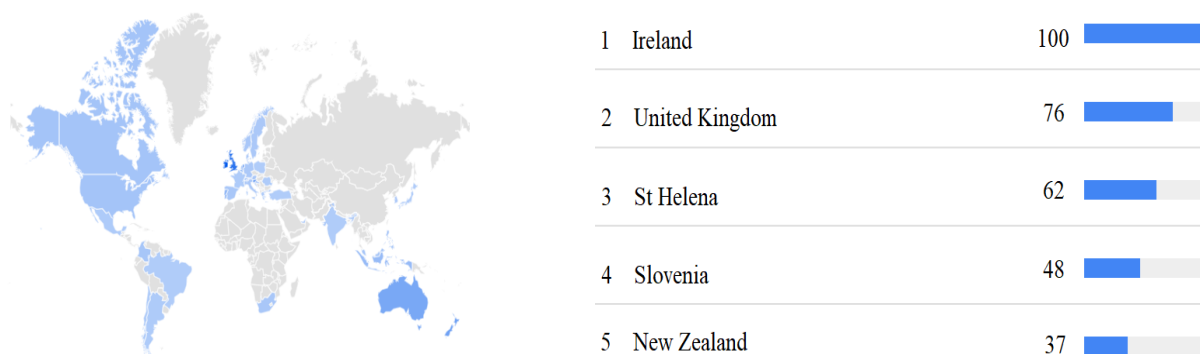 1 Ireland 100
2 United Kingdom 76
3 St Helena 62
4 Slovenia 48
5 New Zealand 37